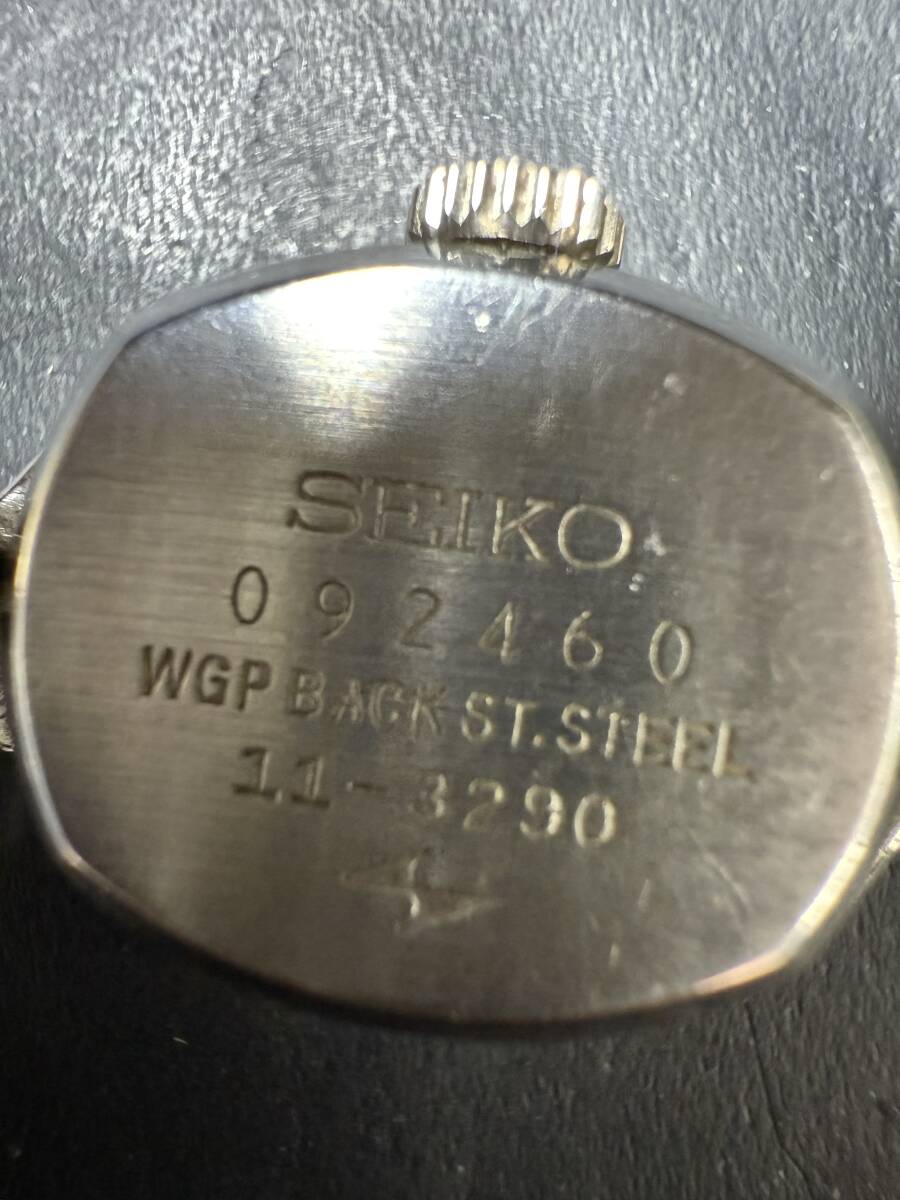 SEIKO
092460
WGP BACK ST. STEEL
11-3290